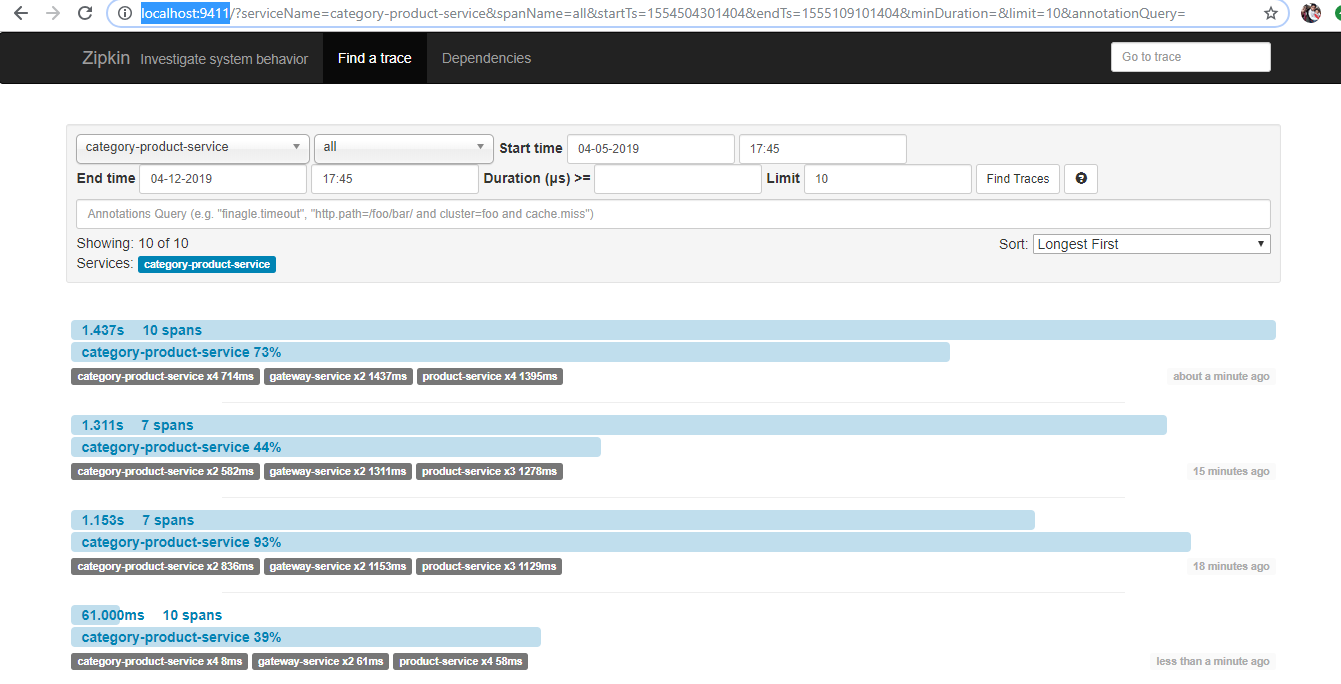 localhost:9411/?serviceName=category-product-service&spanName=all&startTs=1554504301404&endTs=1555109101404&minDuration=&limit=10&annotationQuery=
Zipkin Investigate system behavior Find a trace Dependencies Go to trace
category-product-service all Start time 04-05-2019 17:45
End time 04-12-2019 17:45 Duration (μs) >= Limit 10 Find Traces ?
Annotations Query (e.g. "finagle.timeout", "http.path=/foo/bar/ and cluster=foo and cache.miss")
Showing: 10 of 10 Sort: Longest First
Services: category-product-service
1.437s 10 spans
category-product-service 73%
category-product-service x4 714ms gateway-service x2 1437ms product-service x4 1395ms about a minute ago
1.311s 7 spans
category-product-service 44%
category-product-service x2 582ms gateway-service x2 1311ms product-service x3 1278ms 15 minutes ago
1.153s 7 spans
category-product-service 93%
category-product-service x2 836ms gateway-service x2 1153ms product-service x3 1129ms 18 minutes ago
61.000ms 10 spans
category-product-service 39%
category-product-service x4 8ms gateway-service x2 61ms product-service x4 58ms less than a minute ago